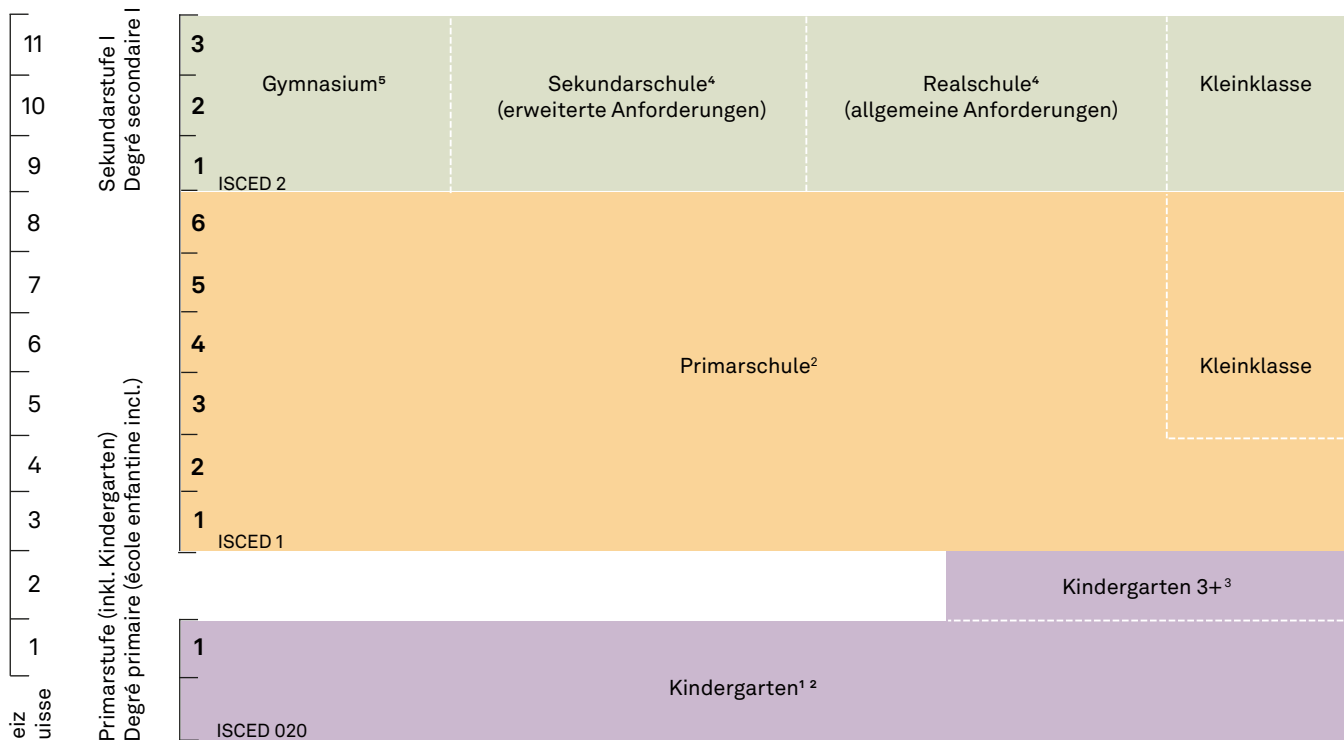 11
10
9
8
7
6
5
4
3
2
1
eiz
uisse
Sekundarstufe I
Degré secondaire I
Primarstufe (inkl. Kindergarten)
Degré primaire (école enfantine incl.)
3
2
1
ISCED 2
Gymnasium⁵
Sekundarschule⁴
(erweiterte Anforderungen)
Realschule⁴
(allgemeine Anforderungen)
Kleinklasse
6
5
4
3
2
1
ISCED 1
Primarschule²
Kleinklasse
Kindergarten 3+³
1
Kindergarten¹ ²
ISCED 020